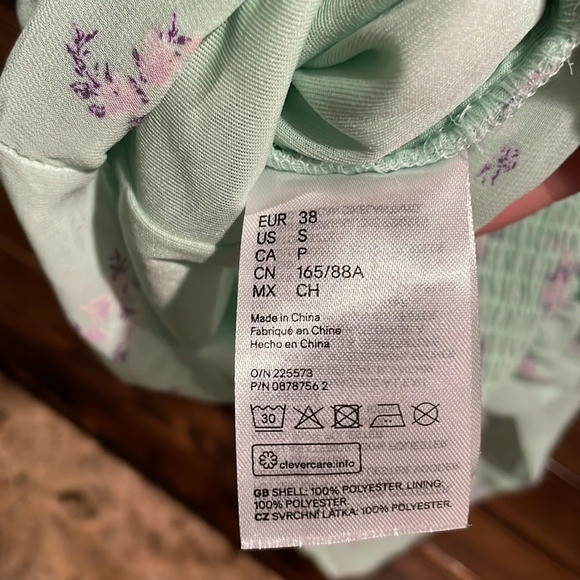 EUR 38
US S
CA P
CN 165/88A
MX CH
Made in China
Fabriqué en Chine
Hecho en China
O/N 225573
P/N 0878756 2
30
clevercare.info
GB SHELL: 100% POLYESTER. LINING:
100% POLYESTER
CZ SVRCHNÍ LÁTKA: 100% POLYESTER.